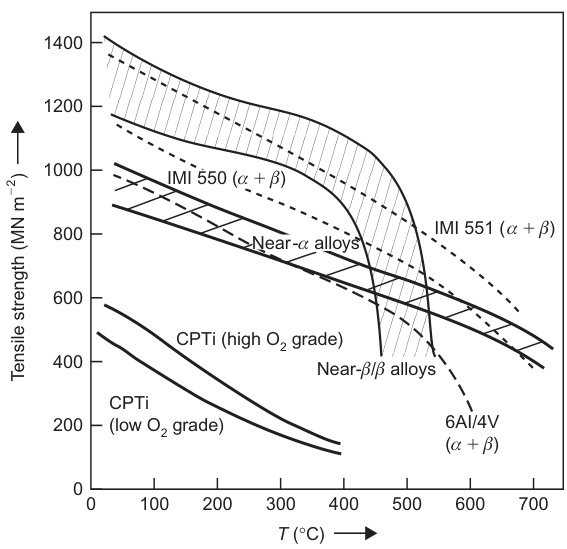 1400
1200
1000
800
600
400
200
0
Tensile strength (MN m⁻²)
IMI 550 (α + β)
IMI 551 (α + β)
Near-α alloys
CPTi (high O₂ grade)
Near-β/β alloys
CPTi
(low O₂ grade)
6Al/4V
(α + β)
0 100 200 300 400 500 600 700
T (°C)